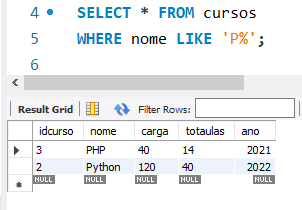 4 SELECT * FROM cursos
5 WHERE nome LIKE 'P%';
6
Result Grid Filter Rows:
idcurso nome carga totaulas ano
3 PHP 40 14 2021
2 Python 120 40 2022
NULL NULL NULL NULL NULL